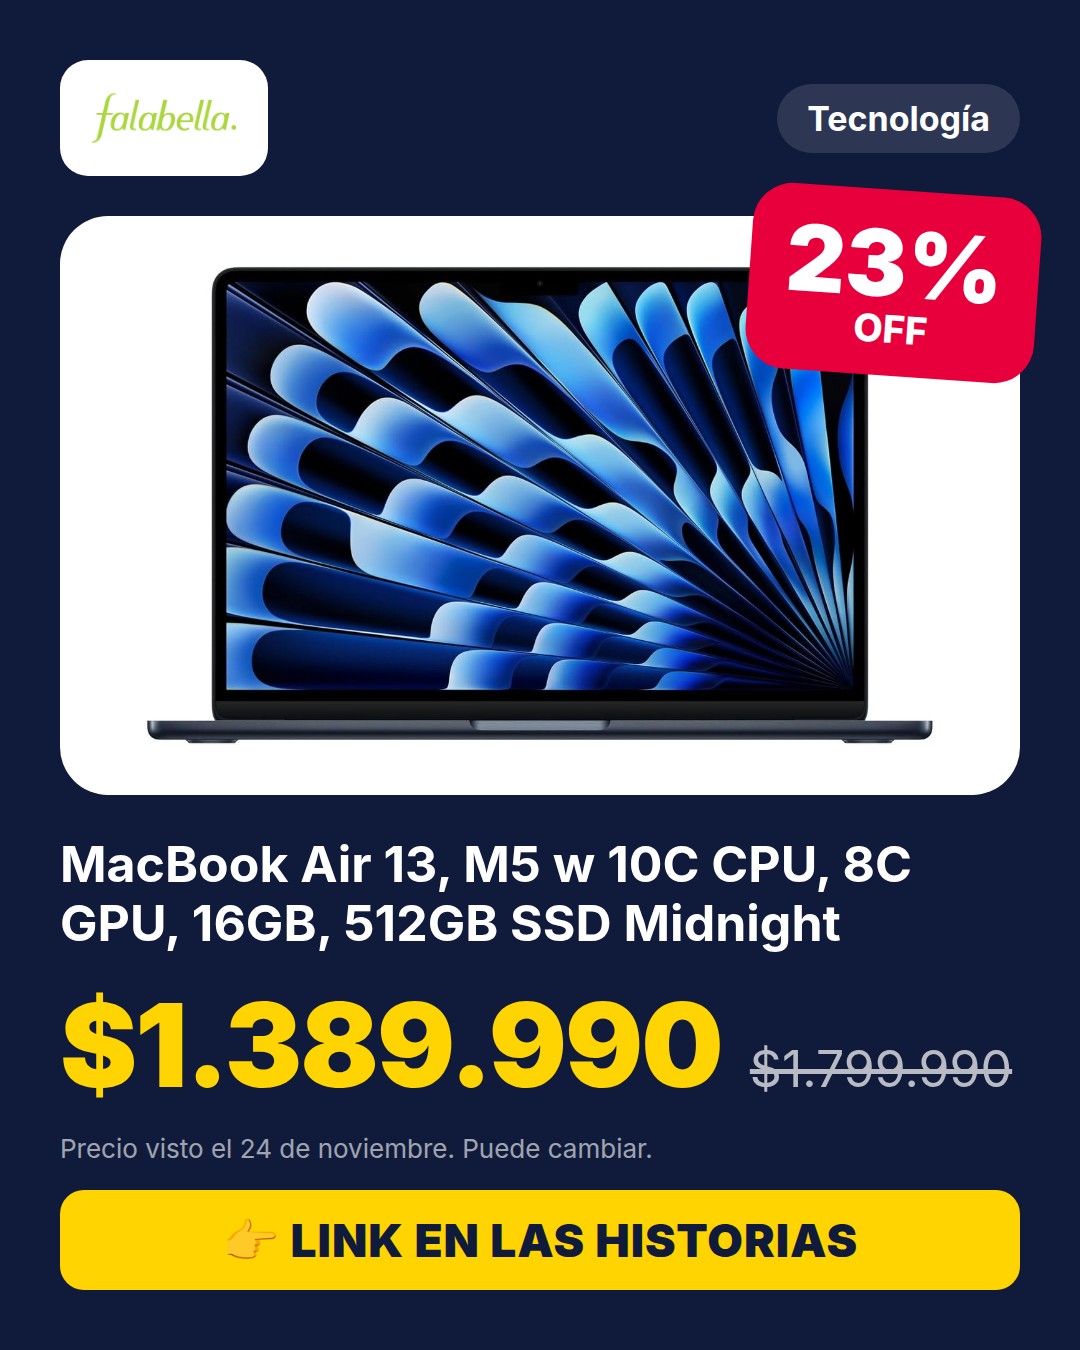 falabella.
Tecnología
23%
OFF
MacBook Air 13, M5 w 10C CPU, 8C
GPU, 16GB, 512GB SSD Midnight
$1.389.990 $1.799.990
Precio visto el 24 de noviembre. Puede cambiar.
👉 LINK EN LAS HISTORIAS